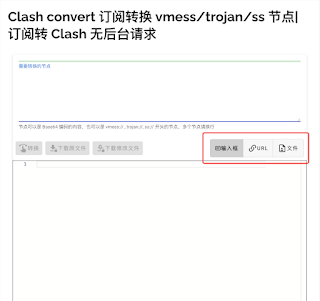 Clash convert 订阅转换 vmess/trojan/ss 节点|
订阅转 Clash 无后台请求
需要转换的节点
节点可以是 Base64 编码的内容，也可以是 vmess://, trojan://, ss:// 开头的节点，多个节点请换行
转换 下载原文件 下载修改文件 输入框 URL 文件
1